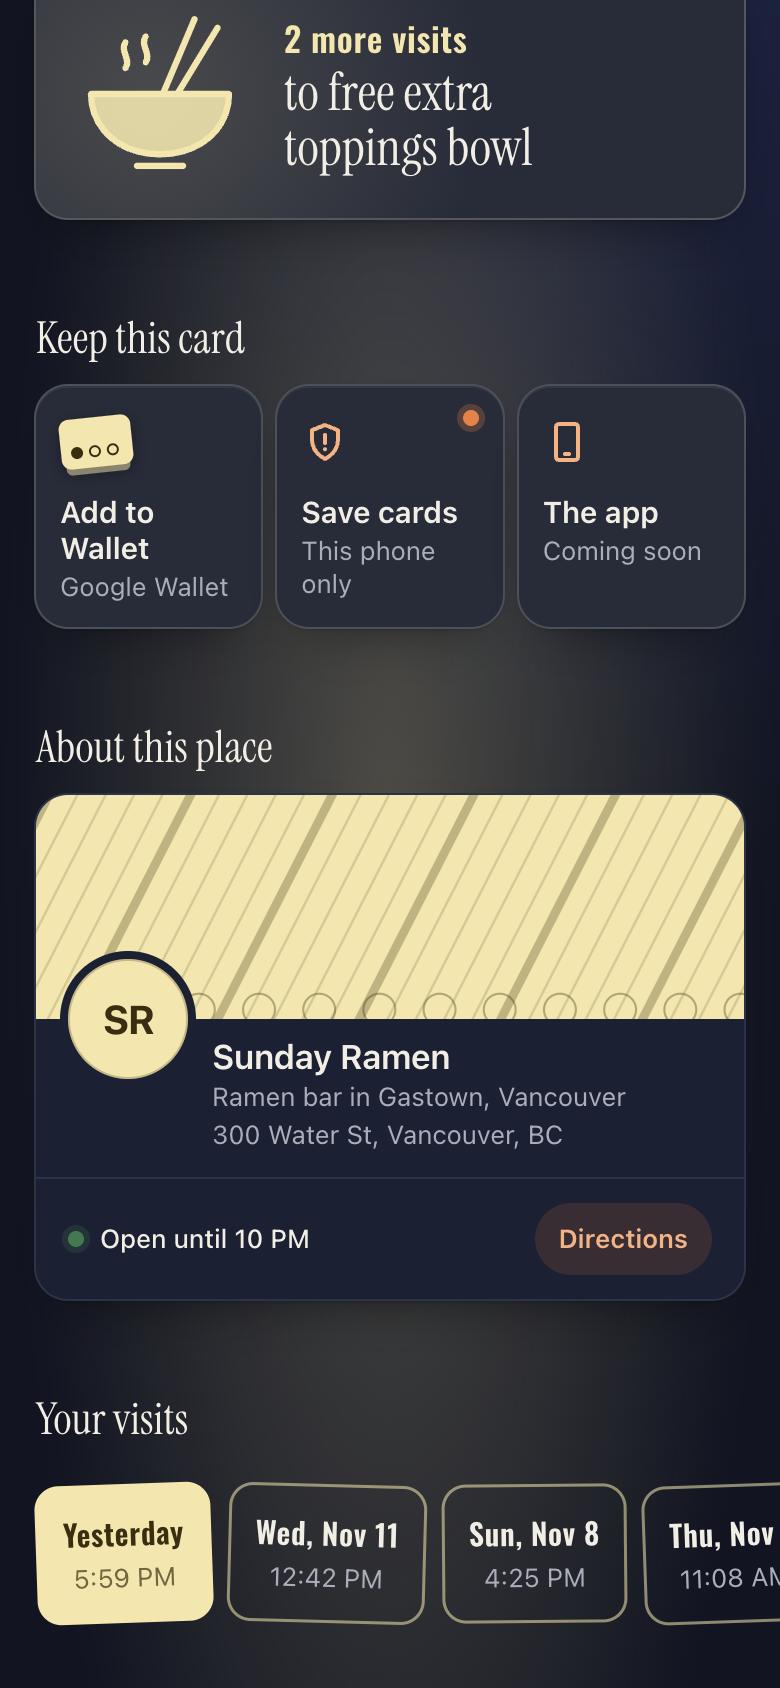 2 more visits
to free extra
toppings bowl
Keep this card
Add to
Wallet
Google Wallet
Save cards
This phone
only
The app
Coming soon
About this place
SR
Sunday Ramen
Ramen bar in Gastown, Vancouver
300 Water St, Vancouver, BC
Open until 10 PM
Directions
Your visits
Yesterday
5:59 PM
Wed, Nov 11
12:42 PM
Sun, Nov 8
4:25 PM
Thu, Nov
11:08 AM